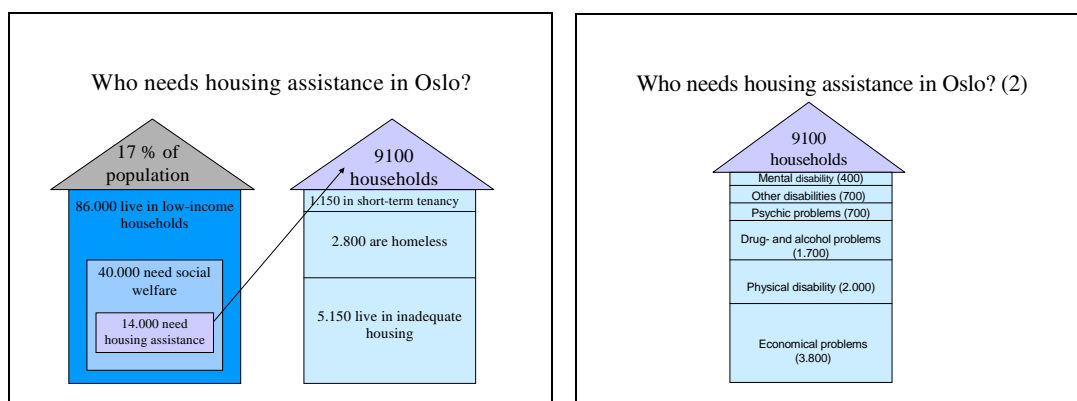 Who needs housing assistance in Oslo?
17 % of
population
86.000 live in low-income
households
40.000 need social
welfare
14.000 need
housing assistance
9100
households
1.150 in short-term tenancy
2.800 are homeless
5.150 live in inadequate
housing
Who needs housing assistance in Oslo? (2)
9100
households
Mental disability (400)
Other disabilities (700)
Psychic problems (700)
Drug- and alcohol problems
(1.700)
Physical disability (2.000)
Economical problems
(3.800)